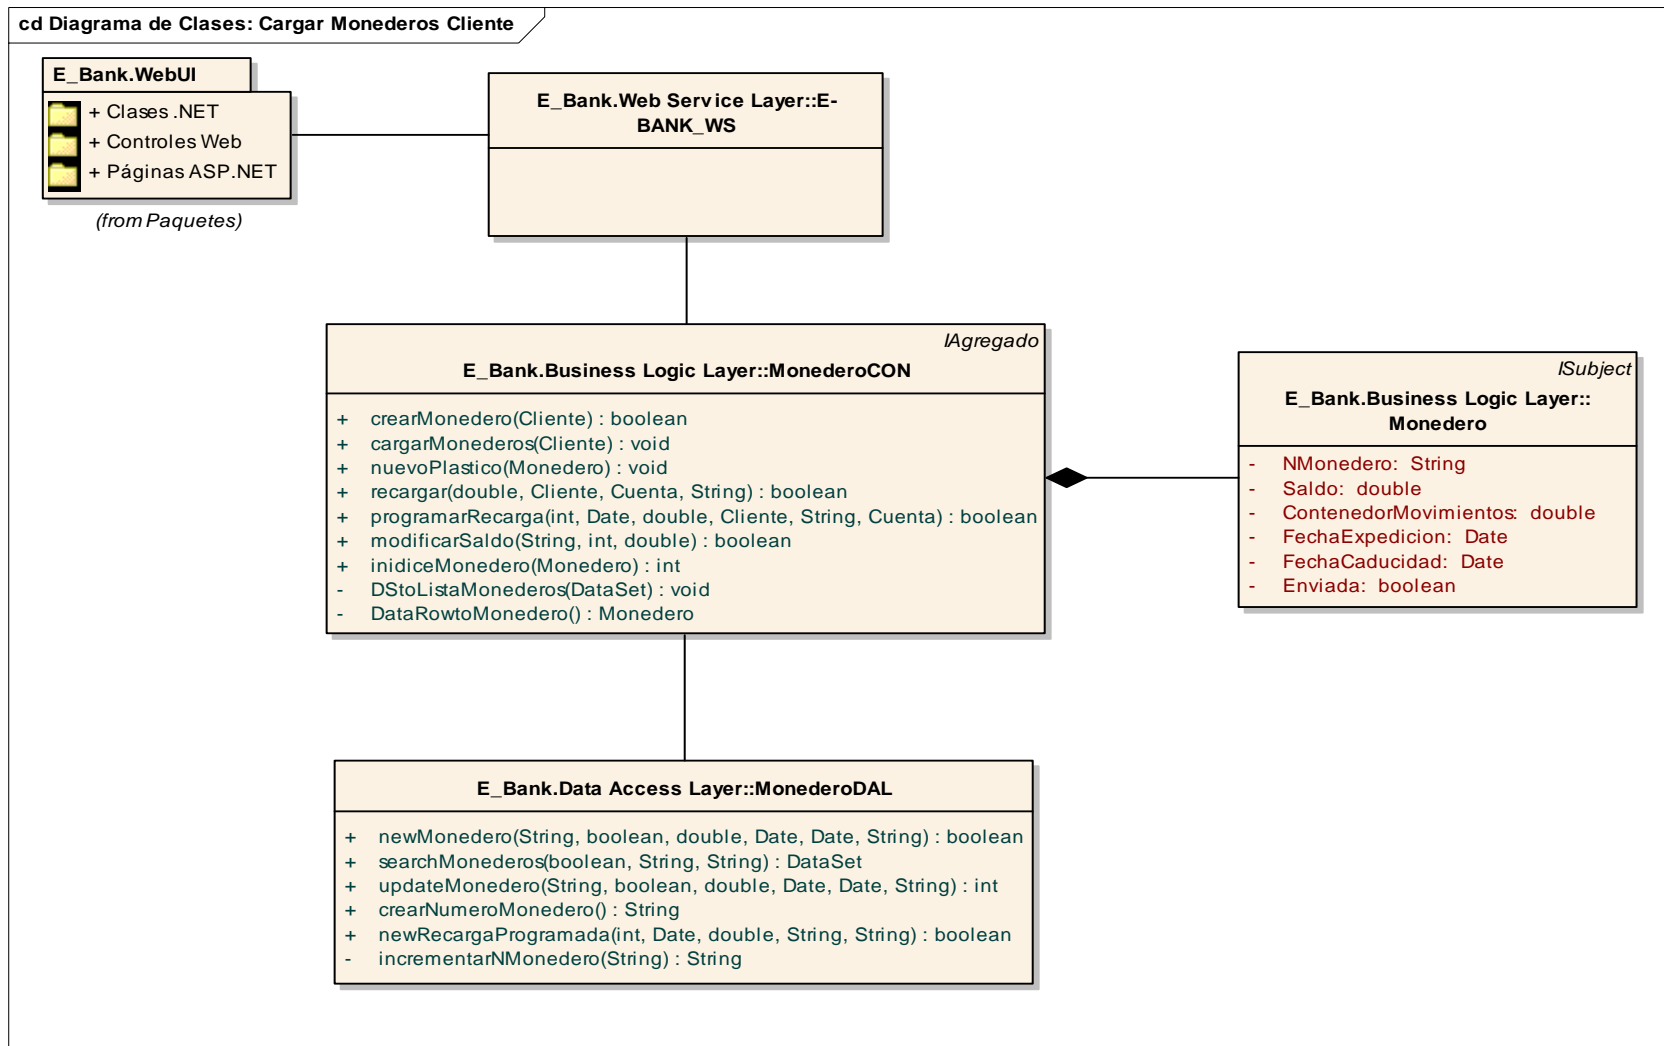 cd Diagrama de Clases: Cargar Monederos Cliente
E_Bank.WebUI
+ Clases .NET
+ Controles Web
+ Páginas ASP.NET
(from Paquetes)
E_Bank.Web Service Layer::E-
BANK_WS
IAgregado
E_Bank.Business Logic Layer::MonederoCON
+ crearMonedero(Cliente) : boolean
+ cargarMonederos(Cliente) : void
+ nuevoPlastico(Monedero) : void
+ recargar(double, Cliente, Cuenta, String) : boolean
+ programarRecarga(int, Date, double, Cliente, String, Cuenta) : boolean
+ modificarSaldo(String, int, double) : boolean
+ inidiceMonedero(Monedero) : int
- DStoListaMonederos(DataSet) : void
- DataRowtoMonedero() : Monedero
ISubject
E_Bank.Business Logic Layer::
Monedero
- NMonedero: String
- Saldo: double
- ContenedorMovimientos: double
- FechaExpedicion: Date
- FechaCaducidad: Date
- Enviada: boolean
E_Bank.Data Access Layer::MonederoDAL
+ newMonedero(String, boolean, double, Date, Date, String) : boolean
+ searchMonederos(boolean, String, String) : DataSet
+ updateMonedero(String, boolean, double, Date, Date, String) : int
+ crearNumeroMonedero() : String
+ newRecargaProgramada(int, Date, double, String, String) : boolean
- incrementarNMonedero(String) : String